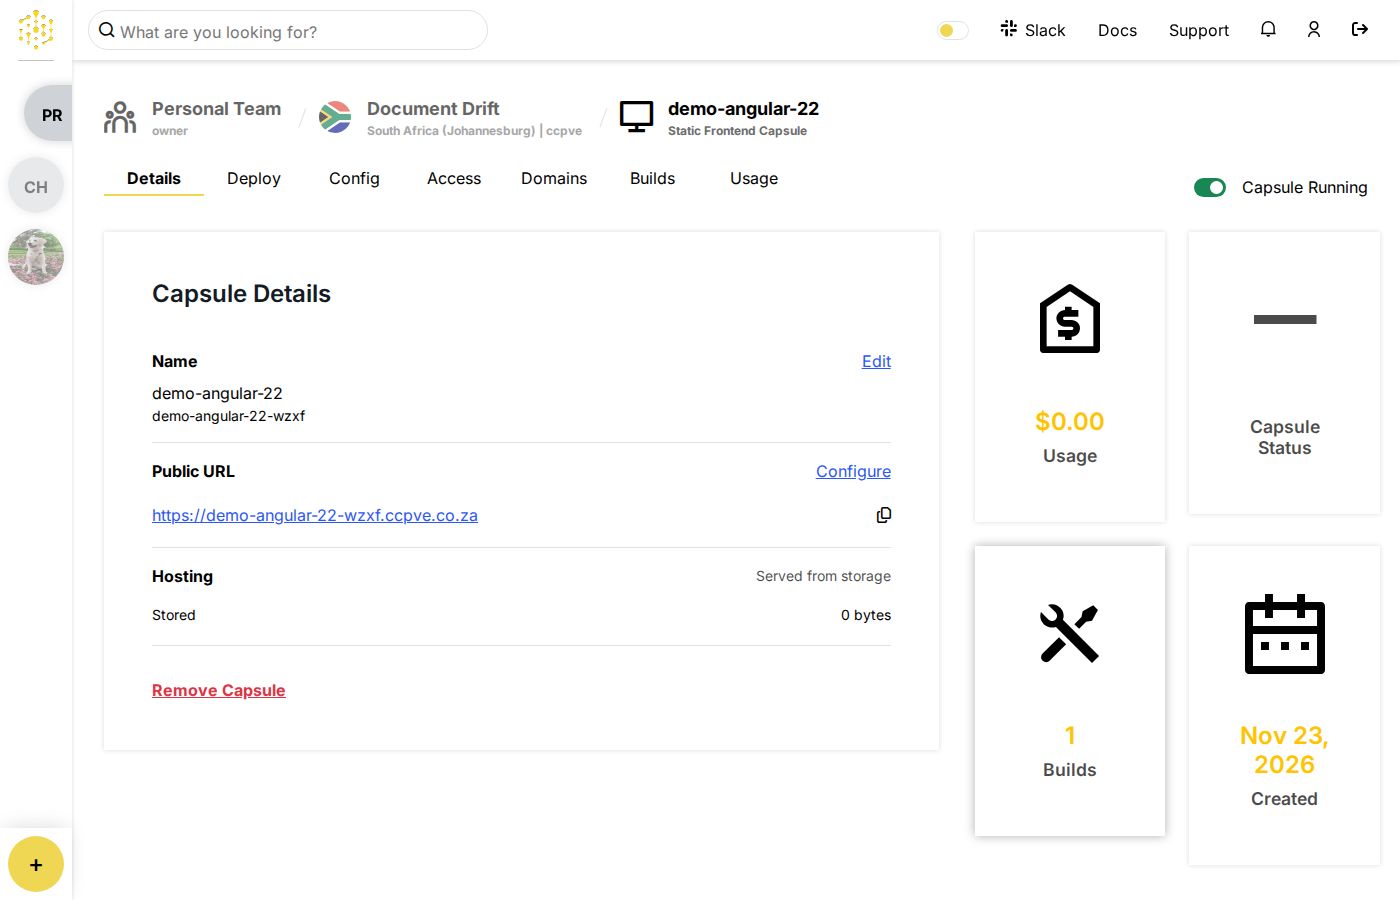 What are you looking for?
Slack
Docs
Support
PR
CH
+
Personal Team
owner
/
Document Drift
South Africa (Johannesburg) | ccpve
/
demo-angular-22
Static Frontend Capsule
Details
Deploy
Config
Access
Domains
Builds
Usage
Capsule Running
Capsule Details
Name
Edit
demo-angular-22
demo-angular-22-wzxf
Public URL
Configure
https://demo-angular-22-wzxf.ccpve.co.za
Hosting
Served from storage
Stored
0 bytes
Remove Capsule
$0.00
Usage
Capsule
Status
1
Builds
Nov 23,
2026
Created